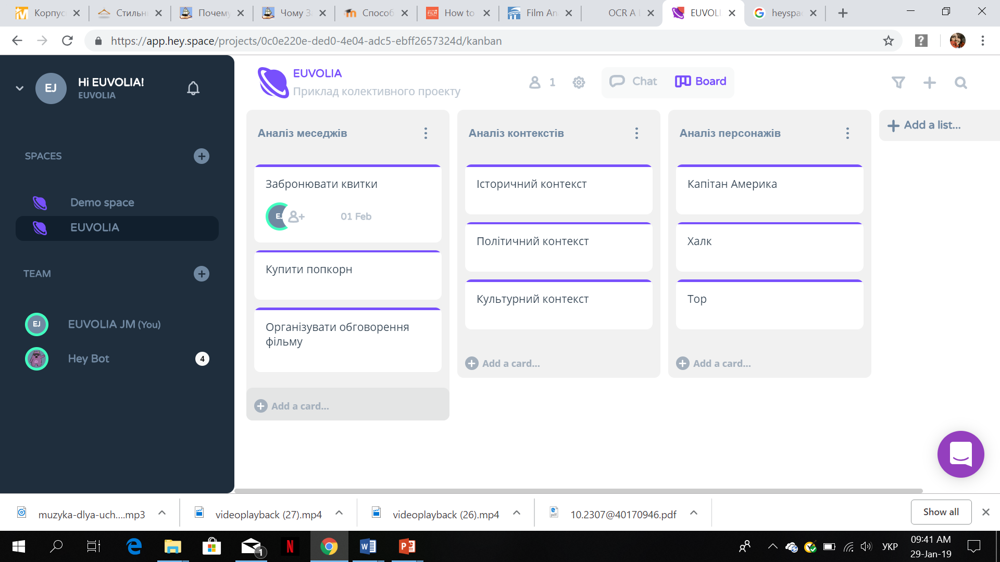 Корпус
Стильн
Почему
Чому З
Способ
How to
Film An
OCR A
EUVOLI
heyspac
https://app.hey.space/projects/0c0e220e-ded0-4e04-adc5-ebff2657324d/kanban
EJ
Hi EUVOLIA!
EUVOLIA
SPACES
Demo space
EUVOLIA
TEAM
EJ
EUVOLIA JM (You)
Hey Bot
4
EUVOLIA
Приклад колективного проекту
1
Chat
Board
Аналіз меседжів
Забронювати квитки
EJ
01 Feb
Купити попкорн
Організувати обговорення
фільму
Add a card...
Аналіз контекстів
Історичний контекст
Політичний контекст
Культурний контекст
Add a card...
Аналіз персонажів
Капітан Америка
Халк
Тор
Add a card...
Add a list...
muzyka-dlya-uch....mp3
videoplayback (27).mp4
videoplayback (26).mp4
10.2307@40170946.pdf
Show all
1
УКР
09:41 AM
29-Jan-19